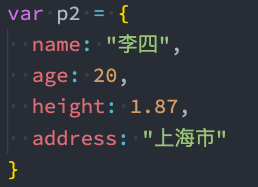 var p2 = {
  name: "李四",
  age: 20,
  height: 1.87,
  address: "上海市"
}